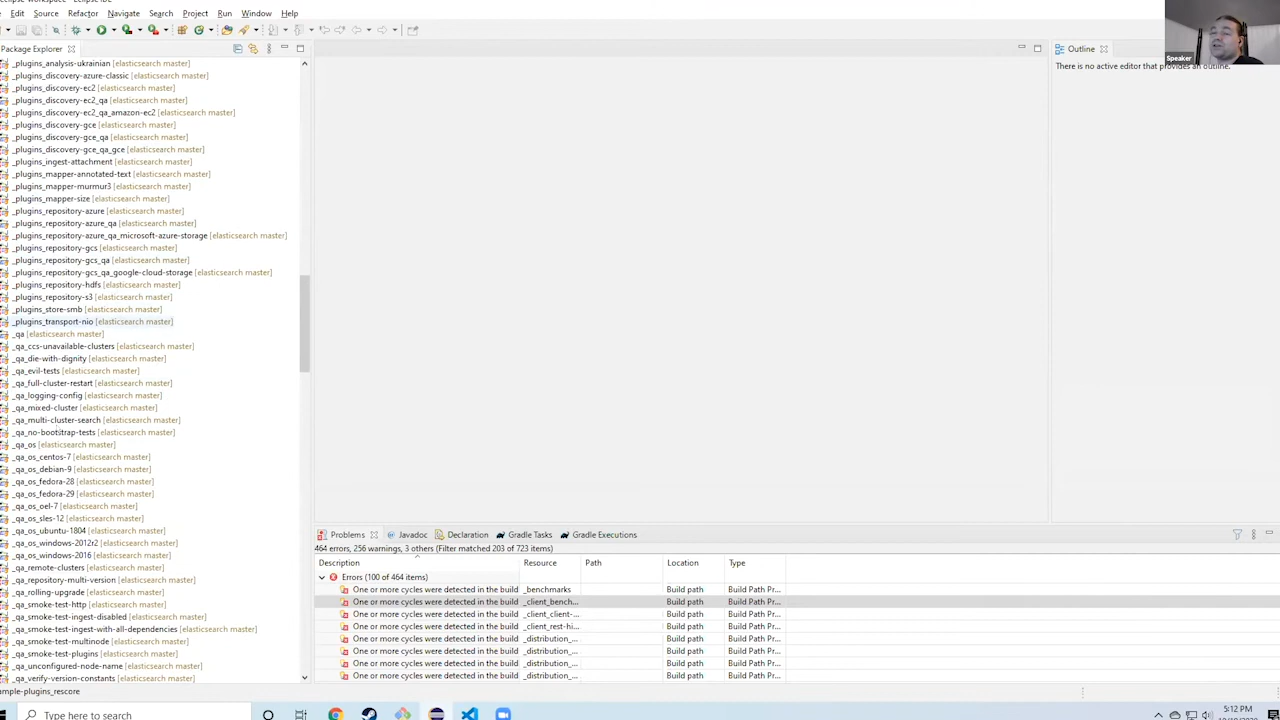 Edit Source Refactor Navigate Search Project Run Window Help
Package Explorer
_plugins_analysis-ukrainian [elasticsearch master]
_plugins_discovery-azure-classic [elasticsearch master]
_plugins_discovery-ec2 [elasticsearch master]
_plugins_discovery-ec2_qa [elasticsearch master]
_plugins_discovery-ec2_qa_amazon-ec2 [elasticsearch master]
_plugins_discovery-gce [elasticsearch master]
_plugins_discovery-gce_qa [elasticsearch master]
_plugins_discovery-gce_qa_gce [elasticsearch master]
_plugins_ingest-attachment [elasticsearch master]
_plugins_mapper-annotated-text [elasticsearch master]
_plugins_mapper-murmur3 [elasticsearch master]
_plugins_mapper-size [elasticsearch master]
_plugins_repository-azure [elasticsearch master]
_plugins_repository-azure_qa [elasticsearch master]
_plugins_repository-azure_qa_microsoft-azure-storage [elasticsearch master]
_plugins_repository-gcs [elasticsearch master]
_plugins_repository-gcs_qa [elasticsearch master]
_plugins_repository-gcs_qa_google-cloud-storage [elasticsearch master]
_plugins_repository-hdfs [elasticsearch master]
_plugins_repository-s3 [elasticsearch master]
_plugins_store-smb [elasticsearch master]
_plugins_transport-nio [elasticsearch master]
_qa [elasticsearch master]
_qa_ccs-unavailable-clusters [elasticsearch master]
_qa_die-with-dignity [elasticsearch master]
_qa_evil-tests [elasticsearch master]
_qa_full-cluster-restart [elasticsearch master]
_qa_logging-config [elasticsearch master]
_qa_mixed-cluster [elasticsearch master]
_qa_multi-cluster-search [elasticsearch master]
_qa_no-bootstrap-tests [elasticsearch master]
_qa_os [elasticsearch master]
_qa_os_centos-7 [elasticsearch master]
_qa_os_debian-9 [elasticsearch master]
_qa_os_fedora-28 [elasticsearch master]
_qa_os_fedora-29 [elasticsearch master]
_qa_os_oel-7 [elasticsearch master]
_qa_os_sles-12 [elasticsearch master]
_qa_os_ubuntu-1804 [elasticsearch master]
_qa_os_windows-2012r2 [elasticsearch master]
_qa_os_windows-2016 [elasticsearch master]
_qa_remote-clusters [elasticsearch master]
_qa_repository-multi-version [elasticsearch master]
_qa_rolling-upgrade [elasticsearch master]
_qa_smoke-test-http [elasticsearch master]
_qa_smoke-test-ingest-disabled [elasticsearch master]
_qa_smoke-test-ingest-with-all-dependencies [elasticsearch master]
_qa_smoke-test-multinode [elasticsearch master]
_qa_smoke-test-plugins [elasticsearch master]
_qa_unconfigured-node-name [elasticsearch master]
_qa_verify-version-constants [elasticsearch master]
Outline
There is no active editor that provides an outline.
Speaker
Problems Javadoc Declaration Gradle Tasks Gradle Executions
464 errors, 256 warnings, 3 others (Filter matched 203 of 723 items)
Description Resource Path Location Type
Errors (100 of 464 items)
One or more cycles were detected in the build _benchmarks Build path Build Path Pr...
One or more cycles were detected in the build _client_bench... Build path Build Path Pr...
One or more cycles were detected in the build _client_client-... Build path Build Path Pr...
One or more cycles were detected in the build _client_rest-hi... Build path Build Path Pr...
One or more cycles were detected in the build _distribution_... Build path Build Path Pr...
One or more cycles were detected in the build _distribution_... Build path Build Path Pr...
One or more cycles were detected in the build _distribution_... Build path Build Path Pr...
One or more cycles were detected in the build _distribution_... Build path Build Path Pr...
ample-plugins_rescore
Type here to search
5:12 PM